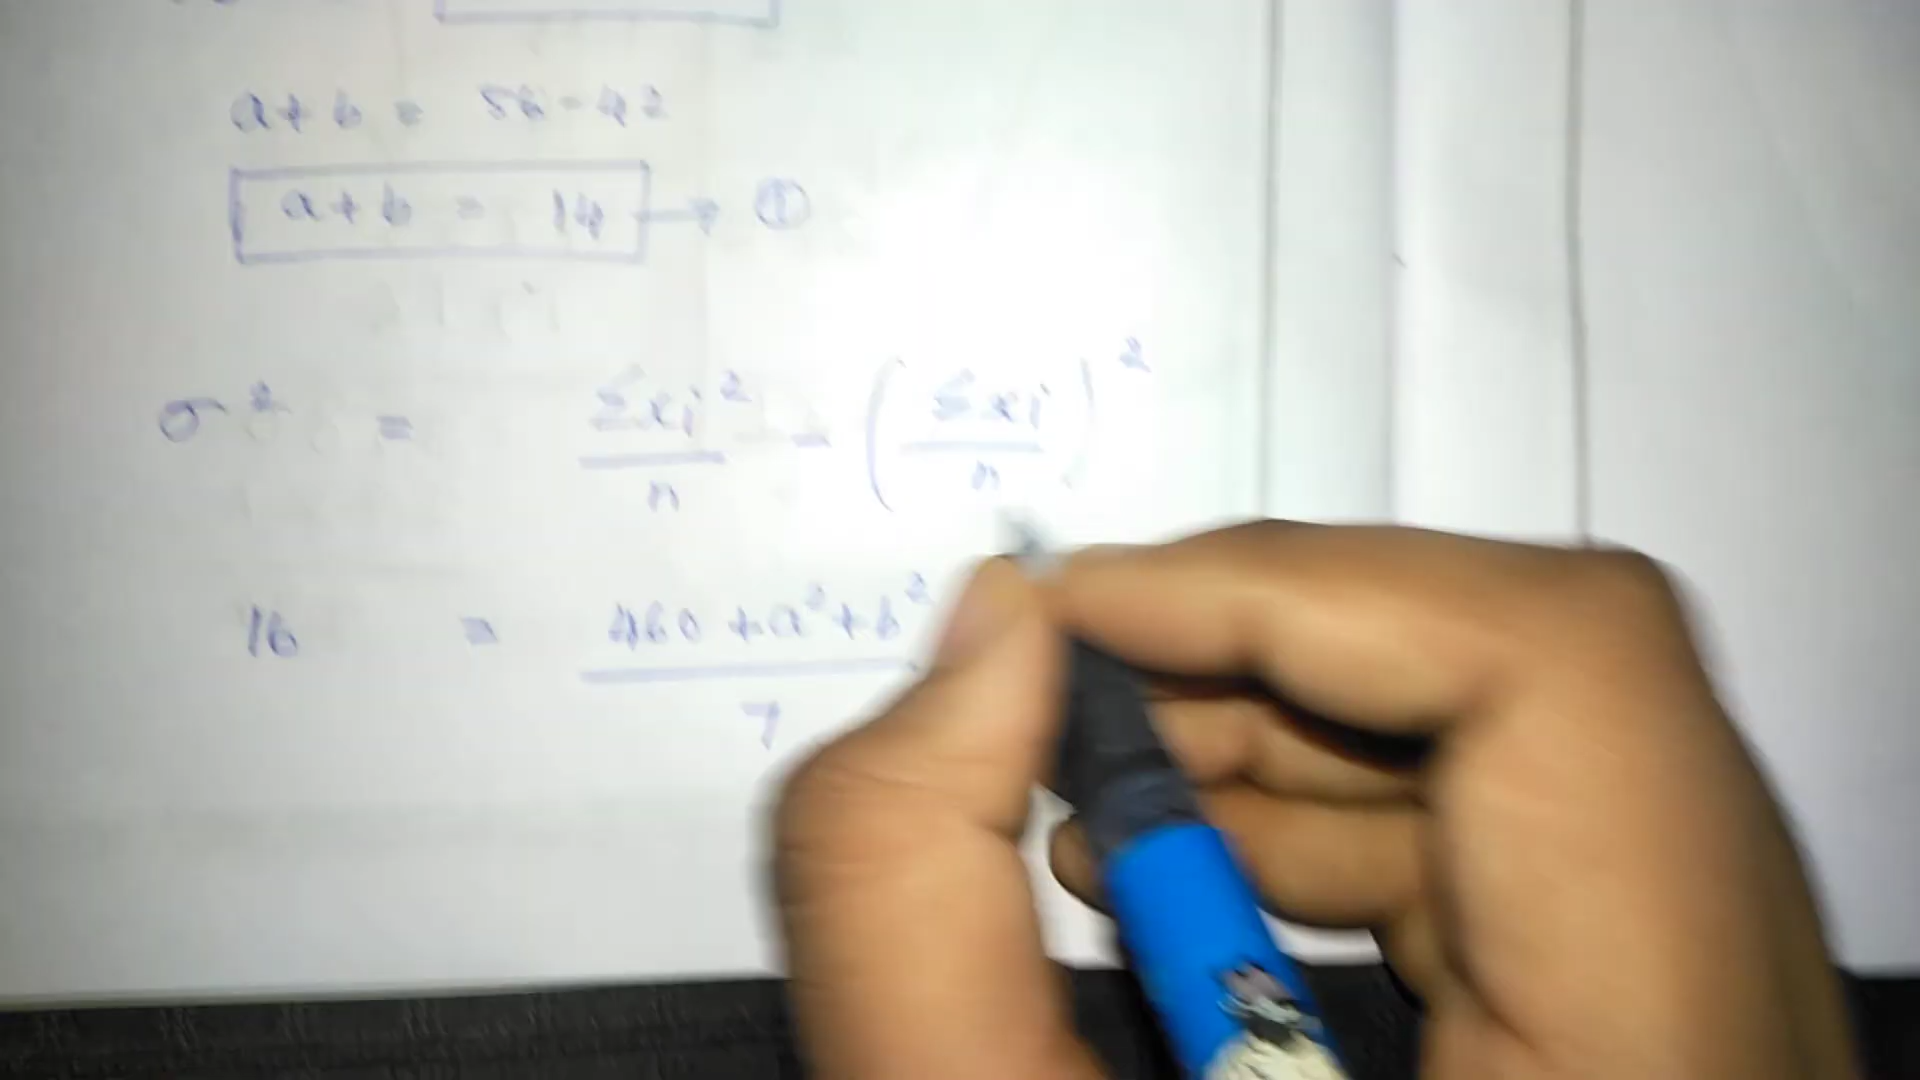 a + b = 56 - 42
a + b = 14 → ①
σ² = Σxi²/n - (Σxi/n)²
16 = 460 + a² + b²/7